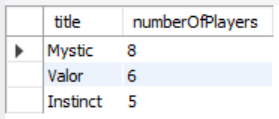 title numberOfPlayers
Mystic 8
Valor 6
Instinct 5